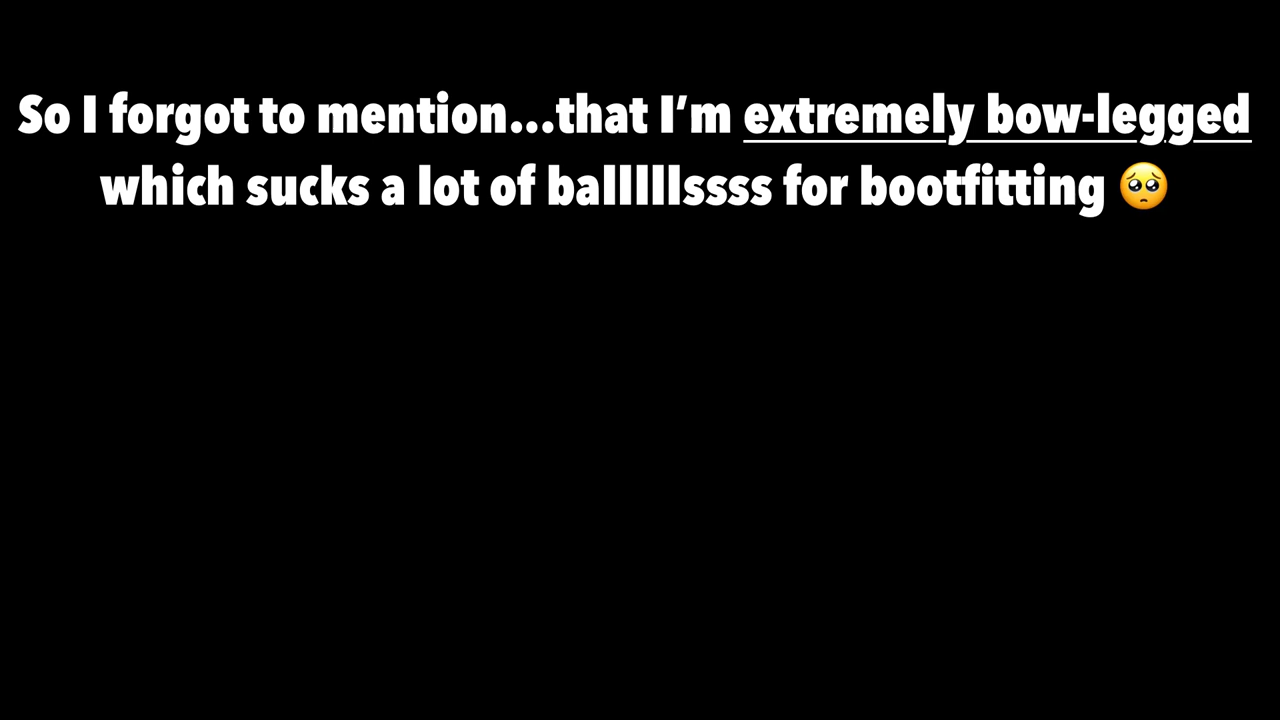 So I forgot to mention...that I’m extremely bow-legged
which sucks a lot of ballllllssss for bootfitting 🥺